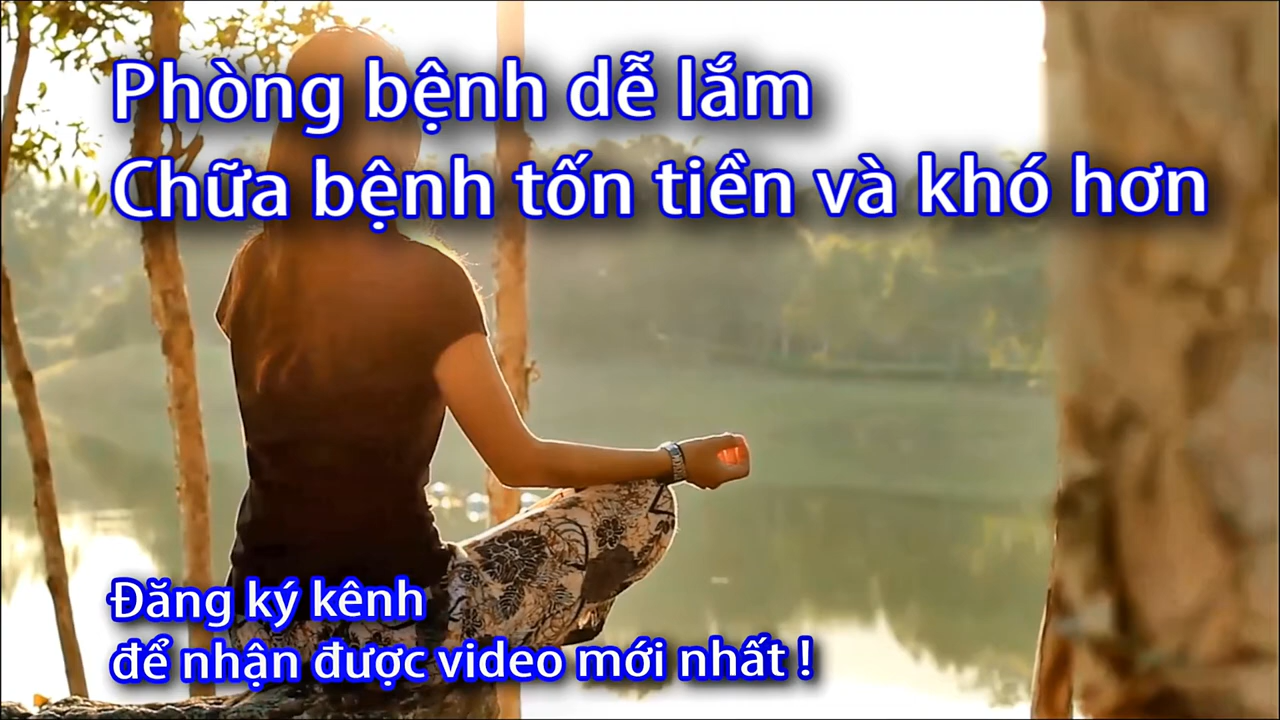 Phòng bệnh dễ lắm
Chữa bệnh tốn tiền và khó hơn
Đăng ký kênh
để nhận được video mới nhất !